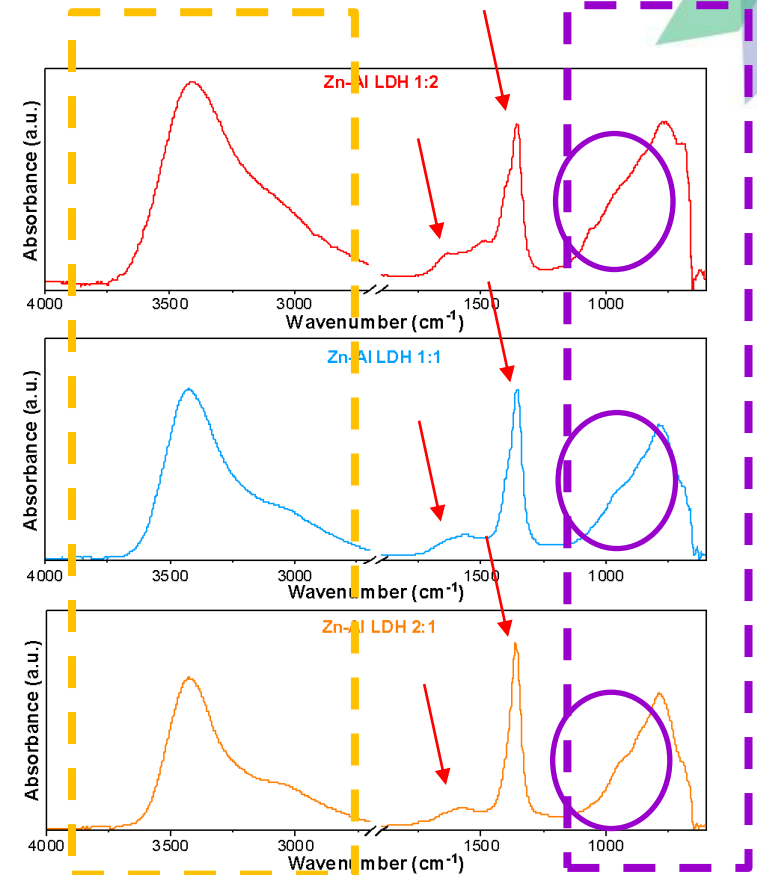 Zn-Al LDH 1:2
Absorbance (a.u.)
4000 3500 3000 1500 1000
Wavenumber (cm-1)
Zn-Al LDH 1:1
Absorbance (a.u.)
4000 3500 3000 1500 1000
Wavenumber (cm-1)
Zn-Al LDH 2:1
Absorbance (a.u.)
4000 3500 3000 1500 1000
Wavenumber (cm-1)